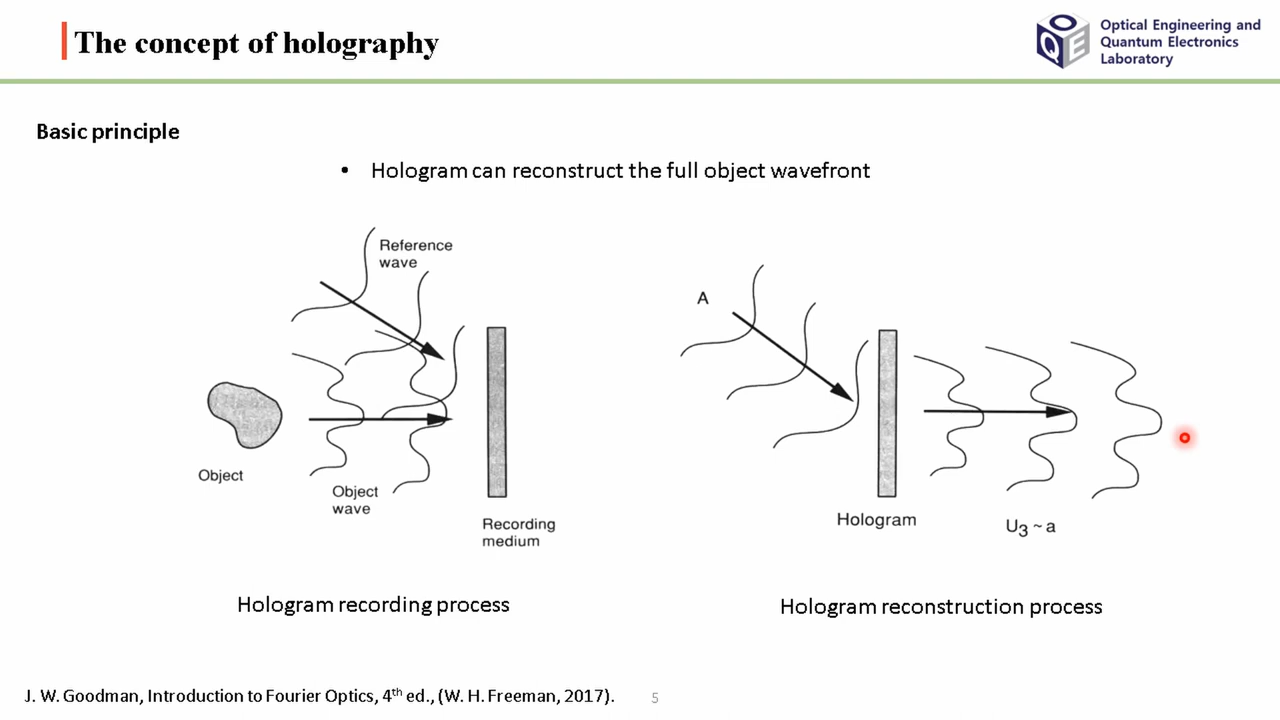 The concept of holography
Optical Engineering and
Quantum Electronics
Laboratory
OQE
Basic principle
• Hologram can reconstruct the full object wavefront
Reference
wave
Object
Object
wave
Recording
medium
A
Hologram
U₃ ~ a
Hologram recording process
Hologram reconstruction process
J. W. Goodman, Introduction to Fourier Optics, 4th ed., (W. H. Freeman, 2017).
5